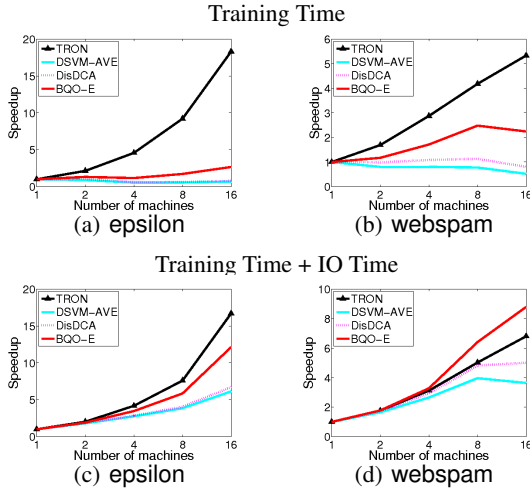 Training Time
20
15
10
5
0
1 2 4 8 16
Speedup
Number of machines
TRON
DSVM-AVE
DisDCA
BQO-E
(a) epsilon
6
5
4
3
2
1
0
1 2 4 8 16
Speedup
Number of machines
TRON
DSVM-AVE
DisDCA
BQO-E
(b) webspam
Training Time + IO Time
20
15
10
5
0
1 2 4 8 16
Speedup
Number of machines
TRON
DSVM-AVE
DisDCA
BQO-E
(c) epsilon
10
8
6
4
2
0
1 2 4 8 16
Speedup
Number of machines
TRON
DSVM-AVE
DisDCA
BQO-E
(d) webspam